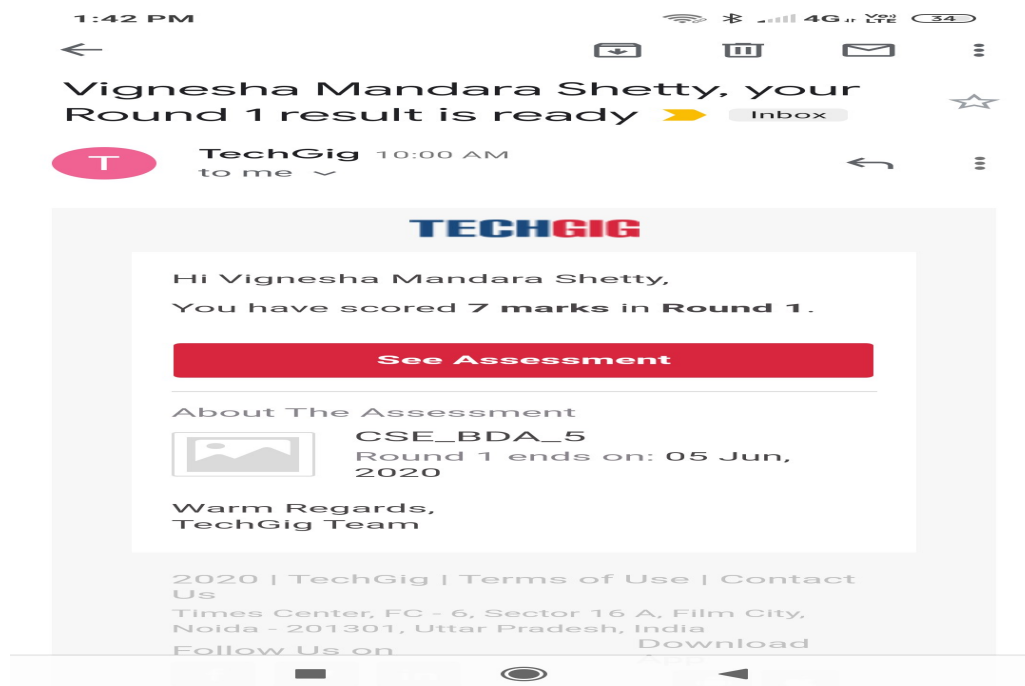 1:42 PM 4G Vo) LTE 34
Vignesha Mandara Shetty, your
Round 1 result is ready Inbox
T
TechGig 10:00 AM
to me
TECHGIG
Hi Vignesha Mandara Shetty,
You have scored 7 marks in Round 1.
See Assessment
About The Assessment
CSE_BDA_5
Round 1 ends on: 05 Jun,
2020
Warm Regards,
TechGig Team
2020 | TechGig | Terms of Use | Contact
Us
Times Center, FC - 6, Sector 16 A, Film City,
Noida - 201301, Uttar Pradesh, India
Follow Us on
Download
App